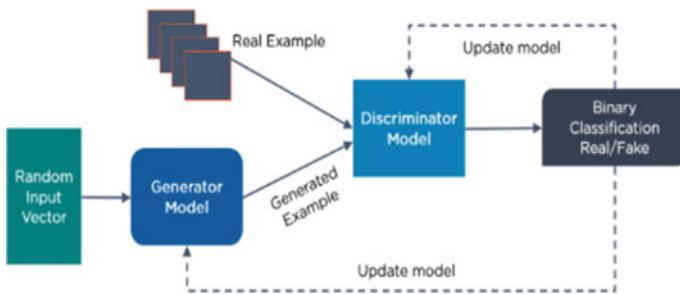 Real Example
Update model
Discriminator
Model
Binary
Classification
Real/Fake
Random
Input
Vector
Generator
Model
Generated
Example
Update model